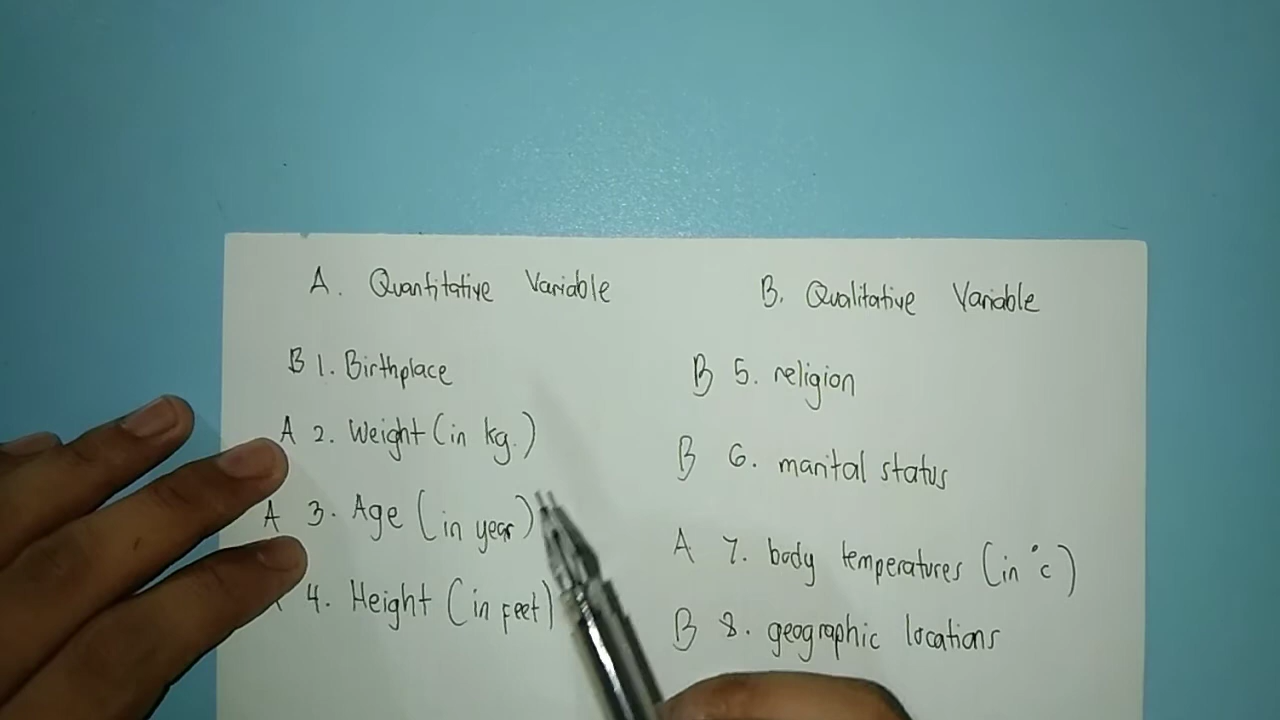 A. Quantitative Variable
B. Qualitative Variable
B 1. Birthplace
A 2. Weight (in kg.)
A 3. Age (in year)
4. Height (in feet)
B 5. religion
B 6. marital status
A 7. body temperatures (in °c)
B 8. geographic locations